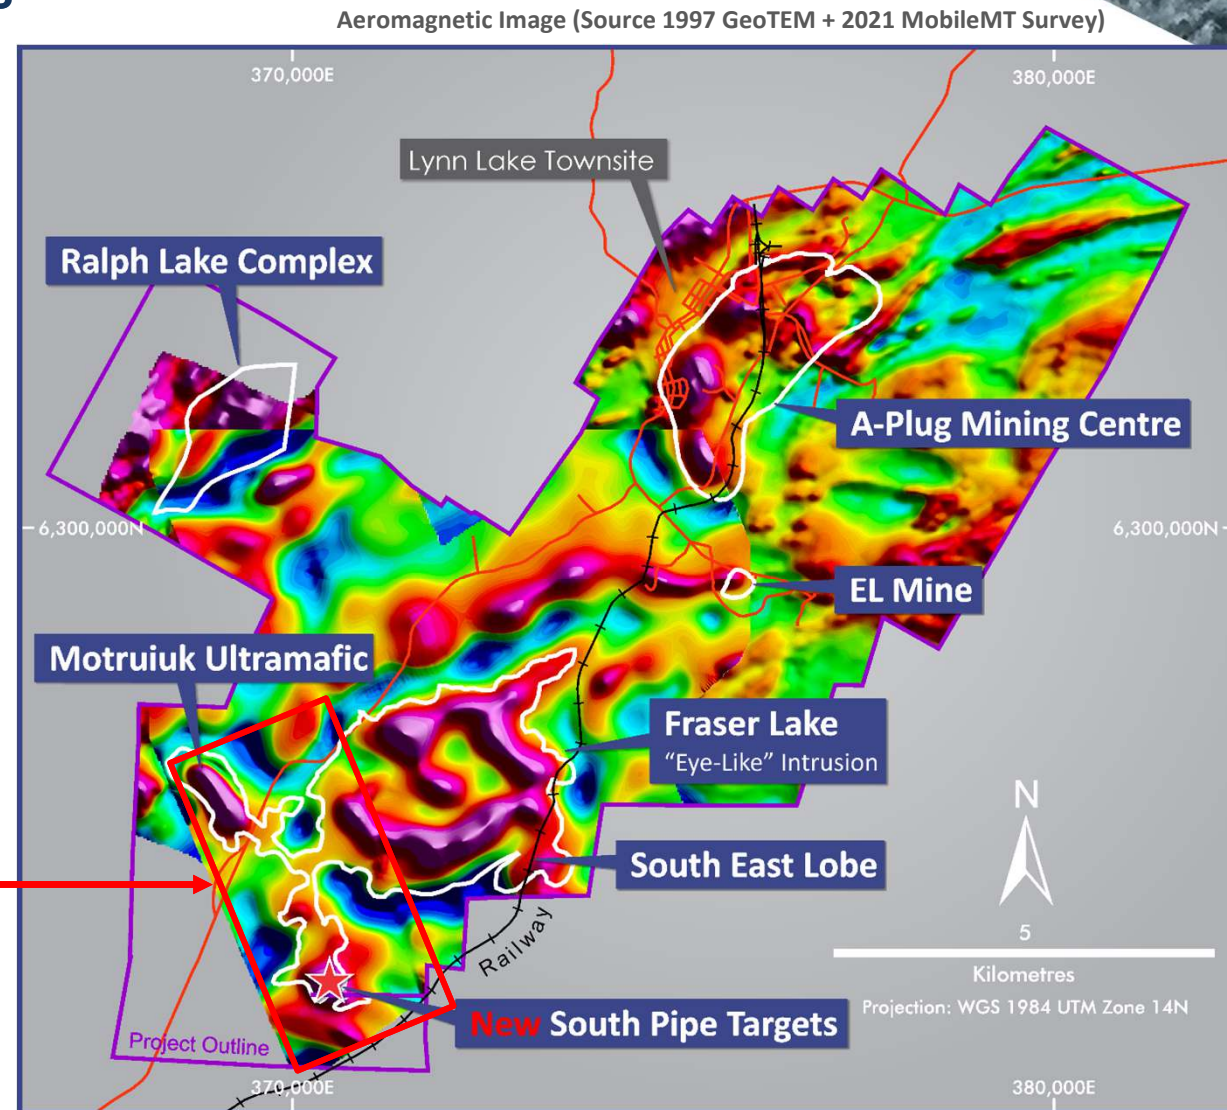 Aeromagnetic Image (Source 1997 GeoTEM + 2021 MobileMT Survey)
370,000E
380,000E
Lynn Lake Townsite
Ralph Lake Complex
A-Plug Mining Centre
6,300,000N
6,300,000N
EL Mine
Motruiuk Ultramafic
Fraser Lake
“Eye-Like” Intrusion
N
South East Lobe
5
Railway
Kilometres
Projection: WGS 1984 UTM Zone 14N
New South Pipe Targets
Project Outline
370,000E
380,000E